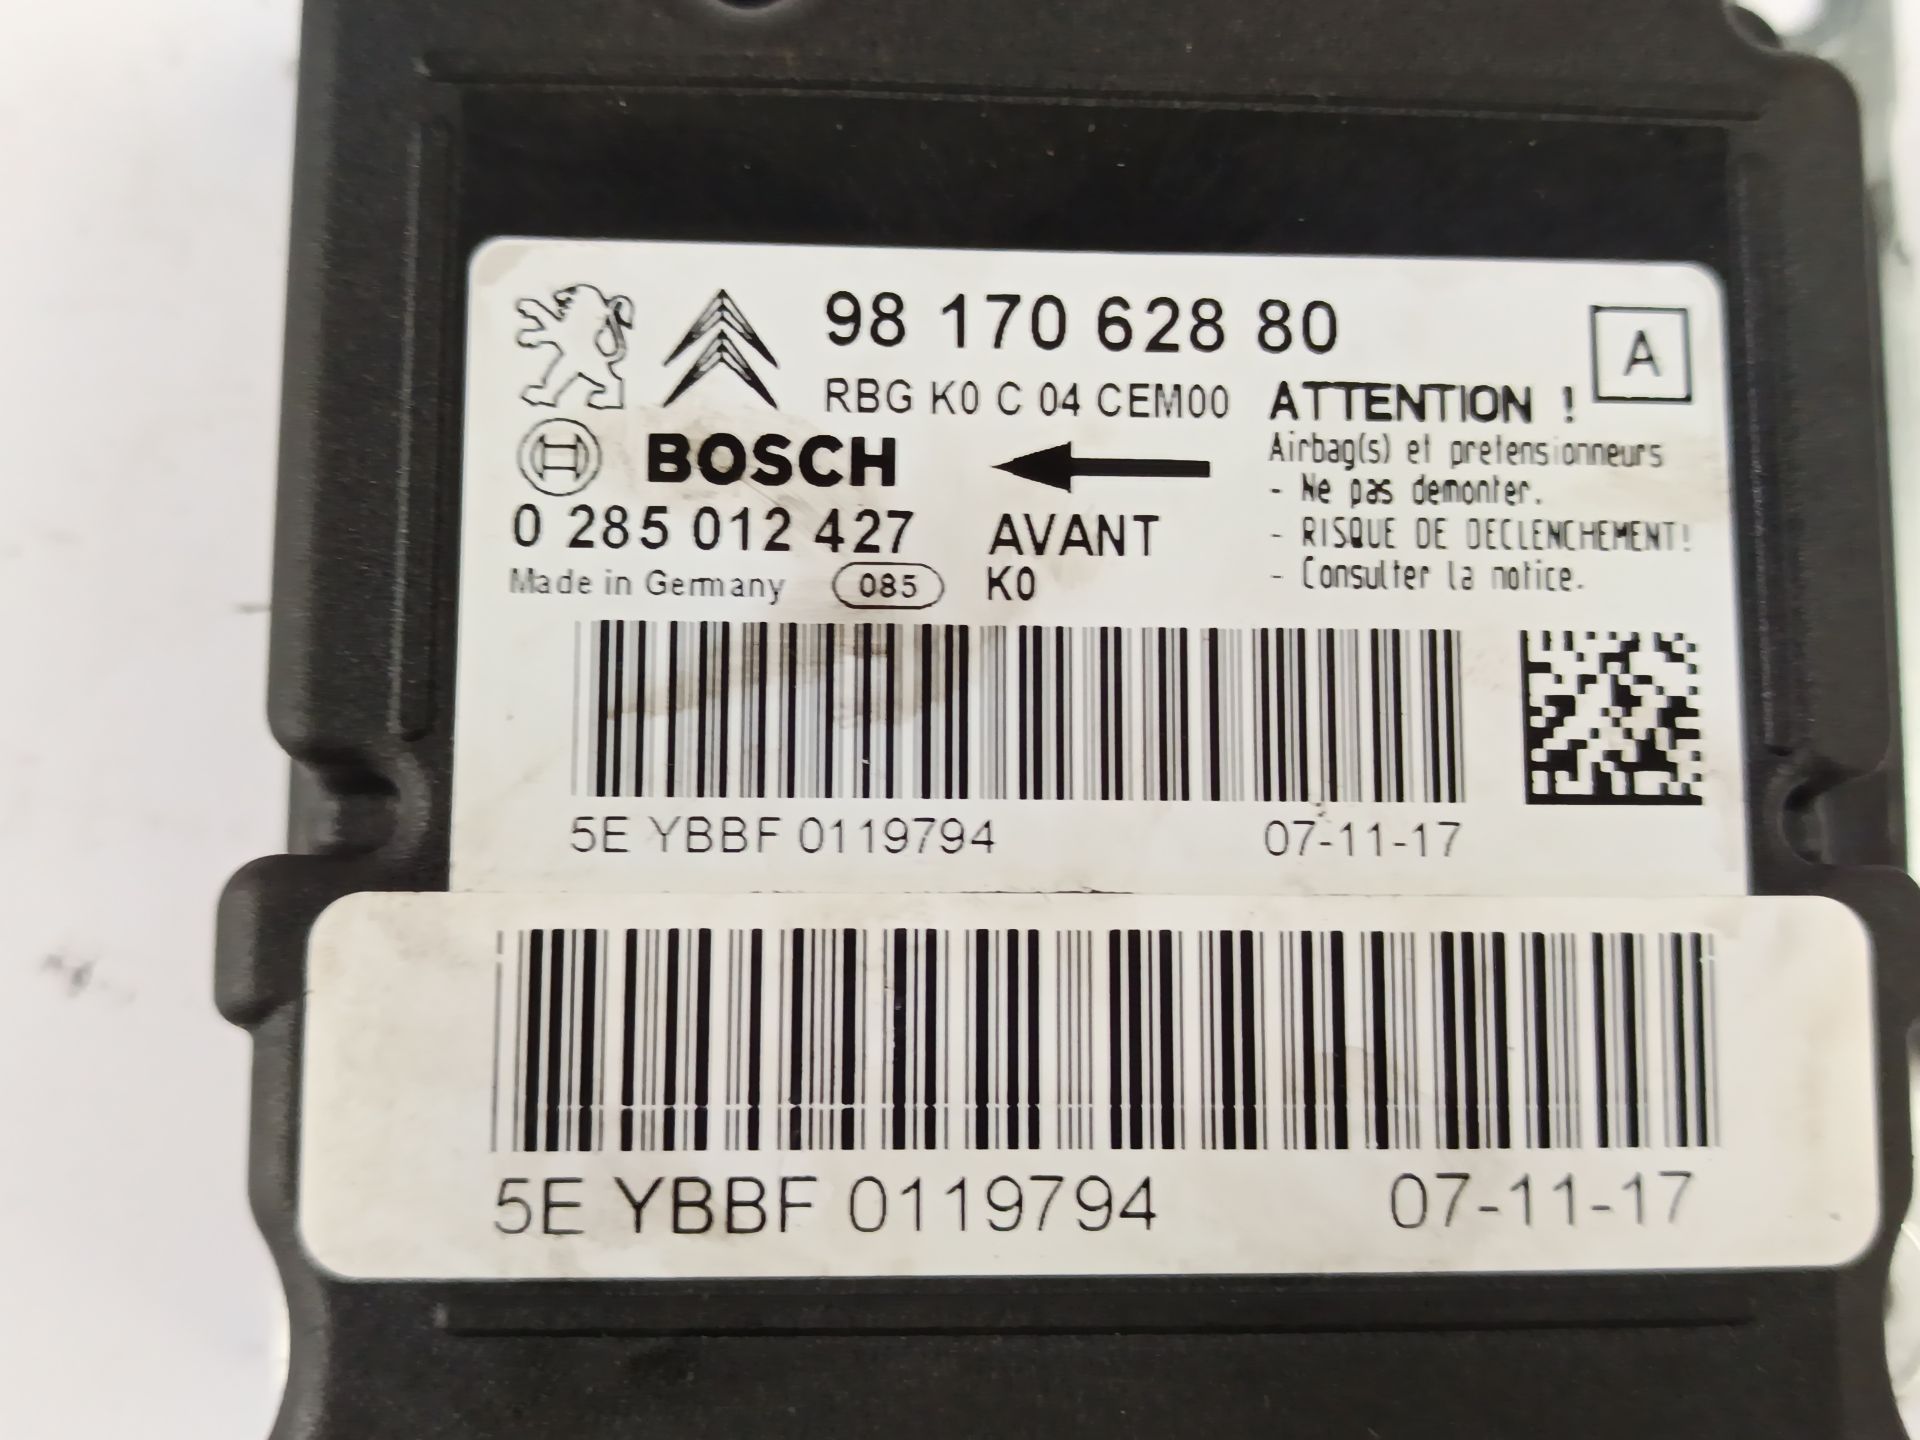 98 170 628 80
A
RBG K0 C 04 CEM00
ATTENTION !
Airbag(s) et pretensionneurs
- Ne pas demonter.
- RISQUE DE DECLENCHEMENT!
- Consulter la notice.
BOSCH
0 285 012 427
AVANT
Made in Germany
085
K0
5E YBBF 0119794 07-11-17
5E YBBF 0119794 07-11-17